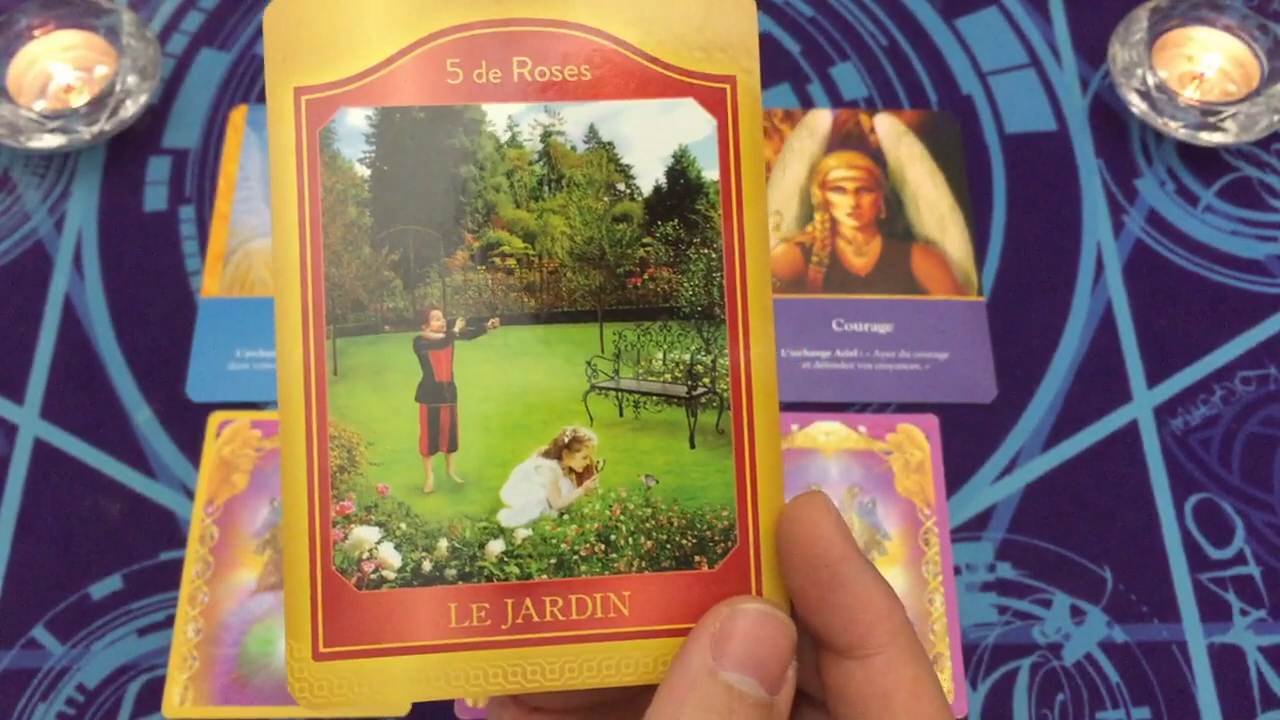 5 de Roses
Courage
L'archange Ariel : « Ayez du courage
et défendez vos croyances. »
LE JARDIN